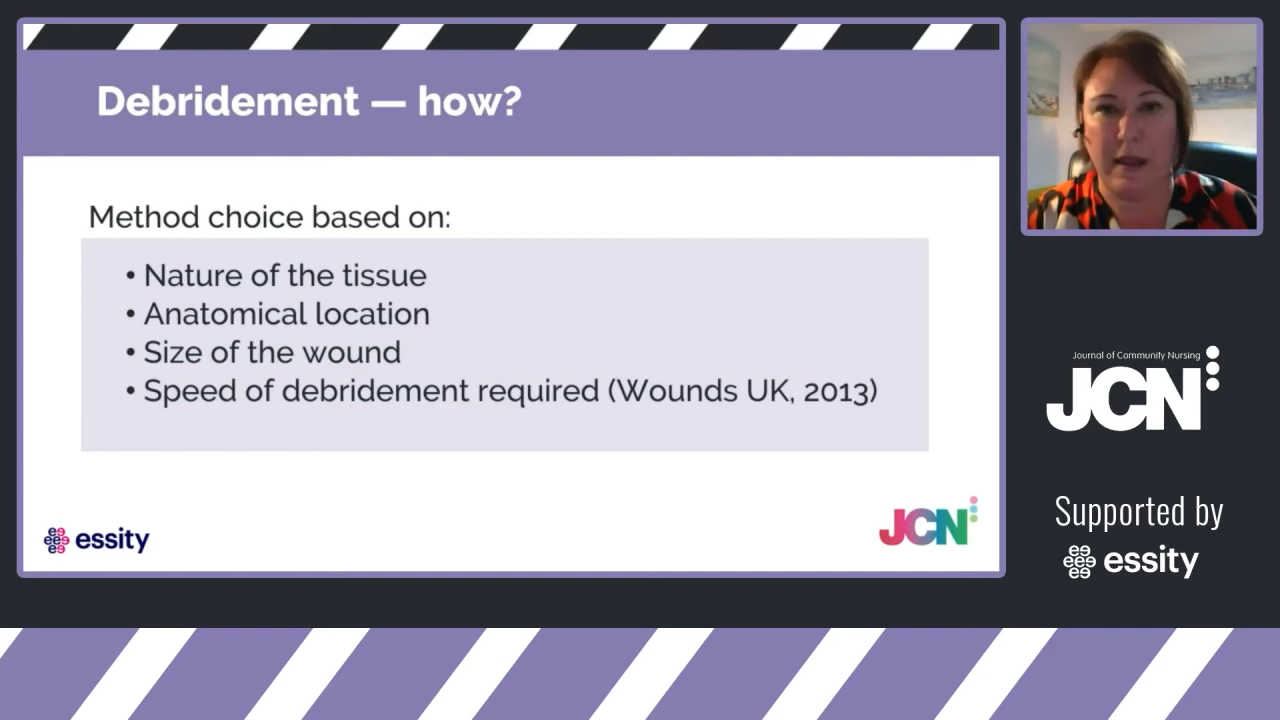 Debridement — how?
Method choice based on:
• Nature of the tissue
• Anatomical location
• Size of the wound
• Speed of debridement required (Wounds UK, 2013)
essity
JCN
Journal of Community Nursing
JCN
Supported by
essity